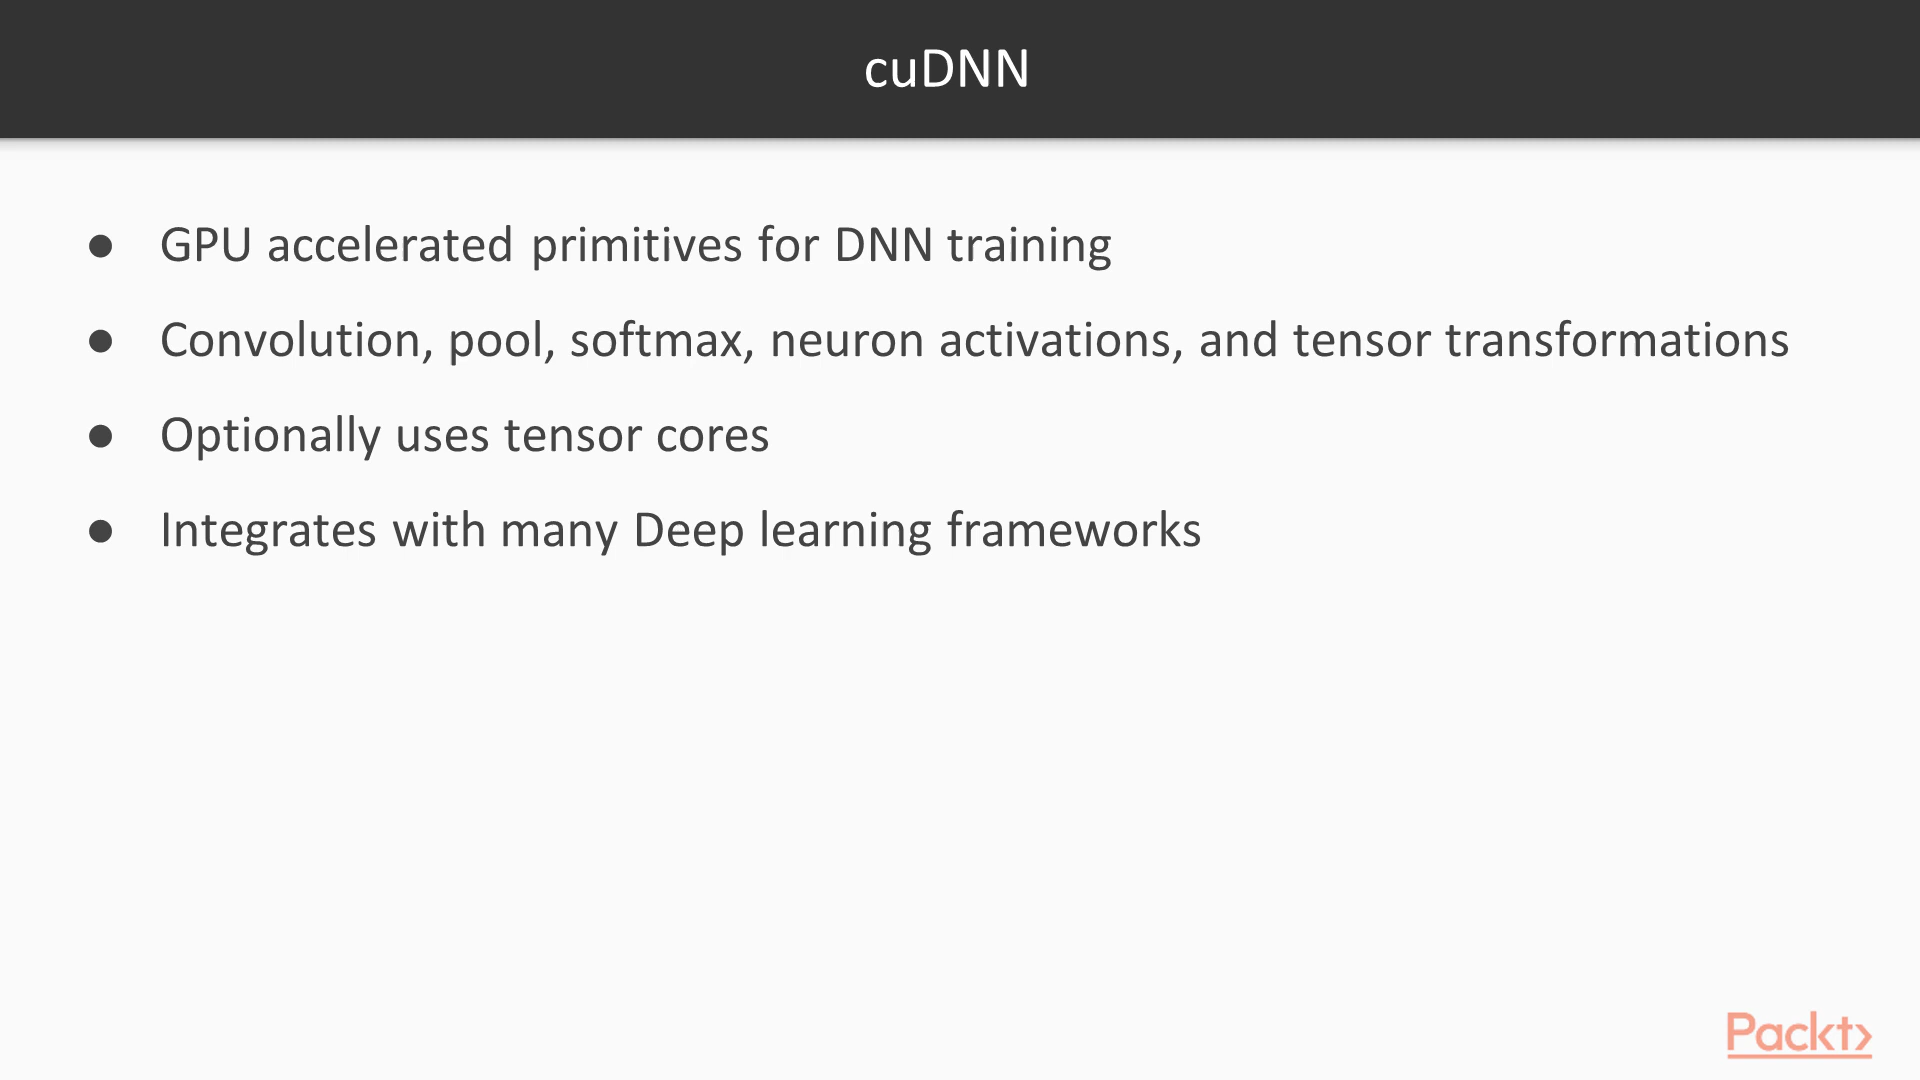 cuDNN
● GPU accelerated primitives for DNN training
● Convolution, pool, softmax, neuron activations, and tensor transformations
● Optionally uses tensor cores
● Integrates with many Deep learning frameworks
Packt>